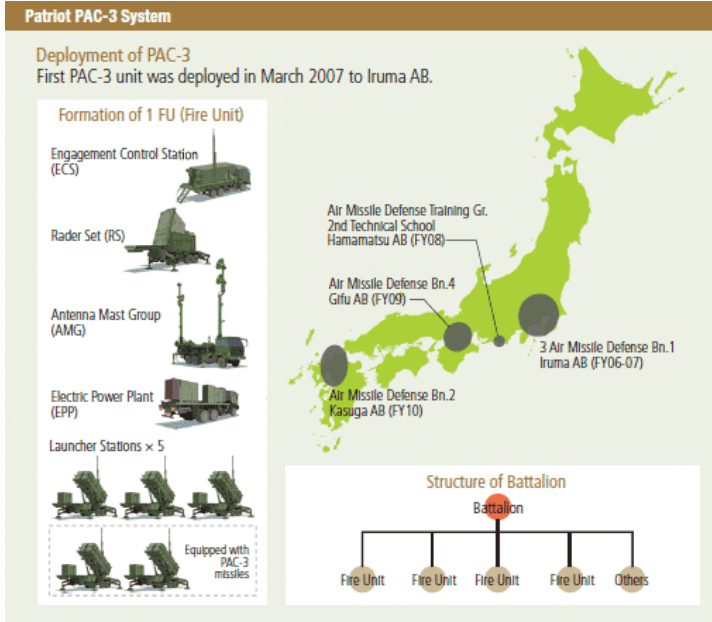 Patriot PAC-3 System
Deployment of PAC-3
First PAC-3 unit was deployed in March 2007 to Iruma AB.
Formation of 1 FU (Fire Unit)
Engagement Control Station
(ECS)
Rader Set (RS)
Antenna Mast Group
(AMG)
Electric Power Plant
(EPP)
Launcher Stations × 5
Equipped with
PAC-3
missiles
Air Missile Defense Training Gr.
2nd Technical School
Hamamatsu AB (FY08)
Air Missile Defense Bn.4
Gifu AB (FY09)
3 Air Missile Defense Bn.1
Iruma AB (FY06-07)
Air Missile Defense Bn.2
Kasuga AB (FY10)
Structure of Battalion
Battalion
Fire Unit Fire Unit Fire Unit Fire Unit Others